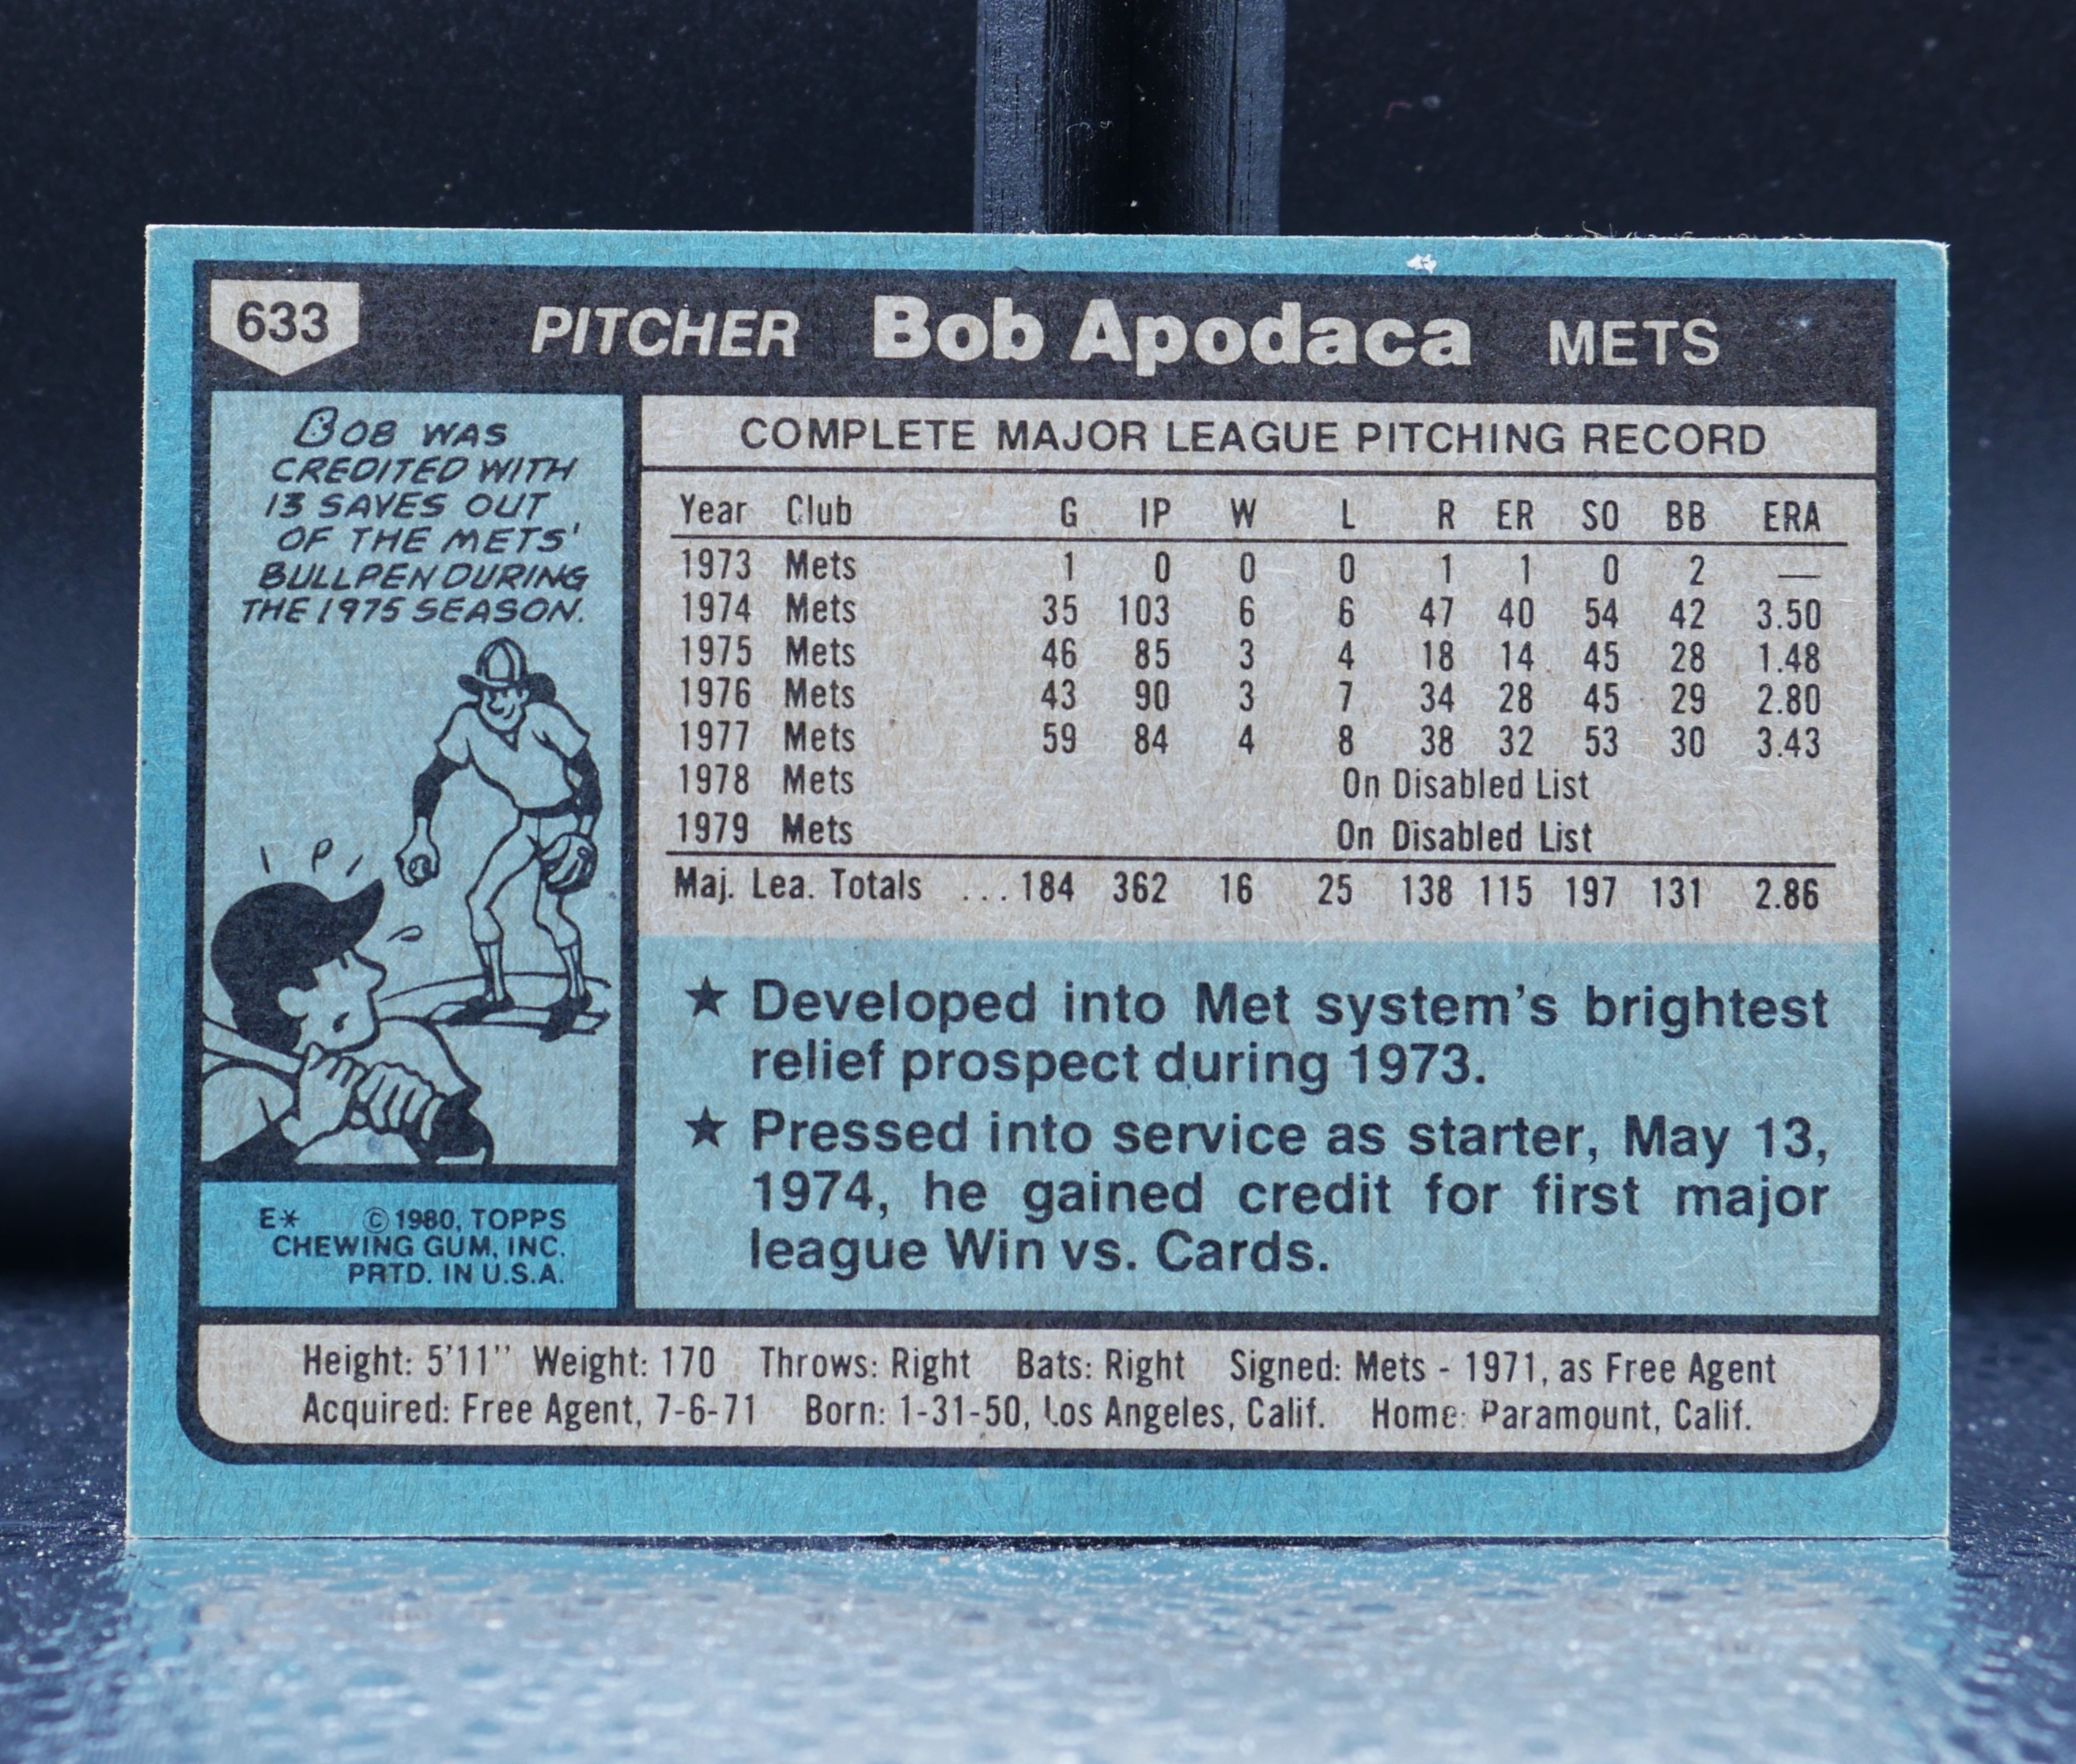 633 PITCHER Bob Apodaca METS
BOB WAS
CREDITED WITH
13 SAVES OUT
OF THE METS'
BULLPEN DURING
THE 1975 SEASON.
E* © 1980, TOPPS
CHEWING GUM, INC.
PRTD. IN U.S.A.
COMPLETE MAJOR LEAGUE PITCHING RECORD
Year Club G IP W L R ER SO BB ERA
1973 Mets 1 0 0 0 1 1 0 2 —
1974 Mets 35 103 6 6 47 40 54 42 3.50
1975 Mets 46 85 3 4 18 14 45 28 1.48
1976 Mets 43 90 3 7 34 28 45 29 2.80
1977 Mets 59 84 4 8 38 32 53 30 3.43
1978 Mets On Disabled List
1979 Mets On Disabled List
Maj. Lea. Totals ... 184 362 16 25 138 115 197 131 2.86
★ Developed into Met system's brightest
relief prospect during 1973.
★ Pressed into service as starter, May 13,
1974, he gained credit for first major
league Win vs. Cards.
Height: 5'11" Weight: 170 Throws: Right Bats: Right Signed: Mets - 1971, as Free Agent
Acquired: Free Agent, 7-6-71 Born: 1-31-50, Los Angeles, Calif. Home: Paramount, Calif.